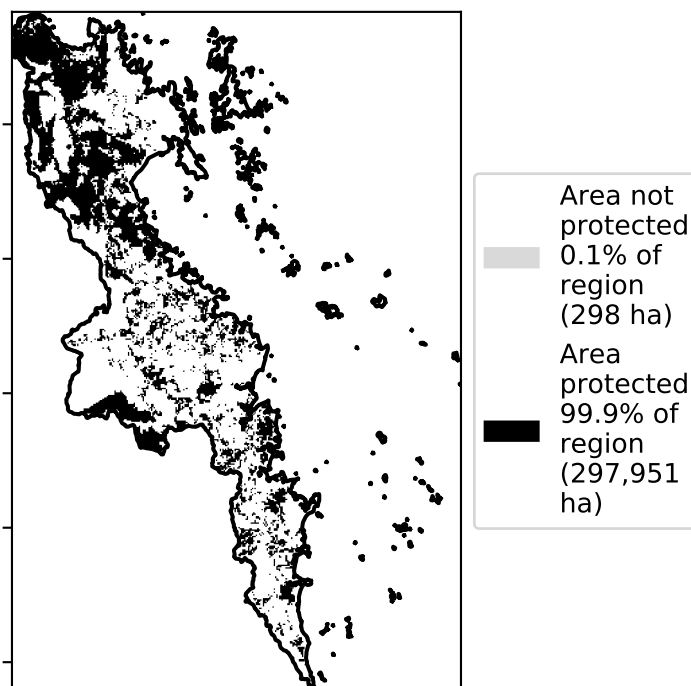 Area not
protected
0.1% of
region
(298 ha)
Area
protected
99.9% of
region
(297,951
ha)